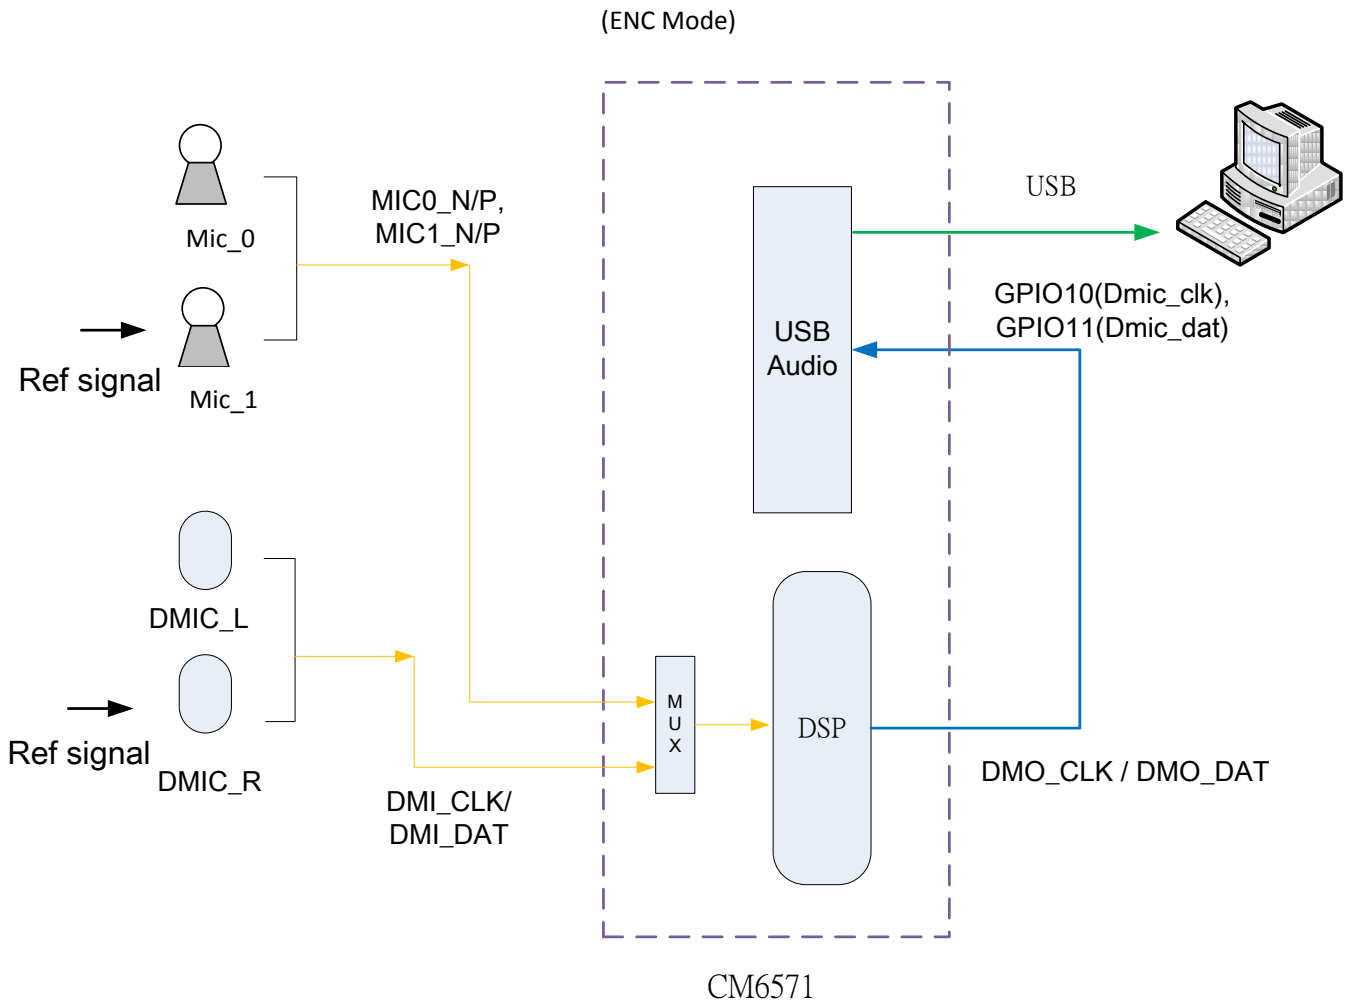 (ENC Mode)
Mic_0
MIC0_N/P,
MIC1_N/P
USB
GPIO10(Dmic_clk),
GPIO11(Dmic_dat)
Ref signal
Mic_1
USB
Audio
DMIC_L
Ref signal
DMIC_R
DMI_CLK/
DMI_DAT
M
U
X
DSP
DMO_CLK / DMO_DAT
CM6571